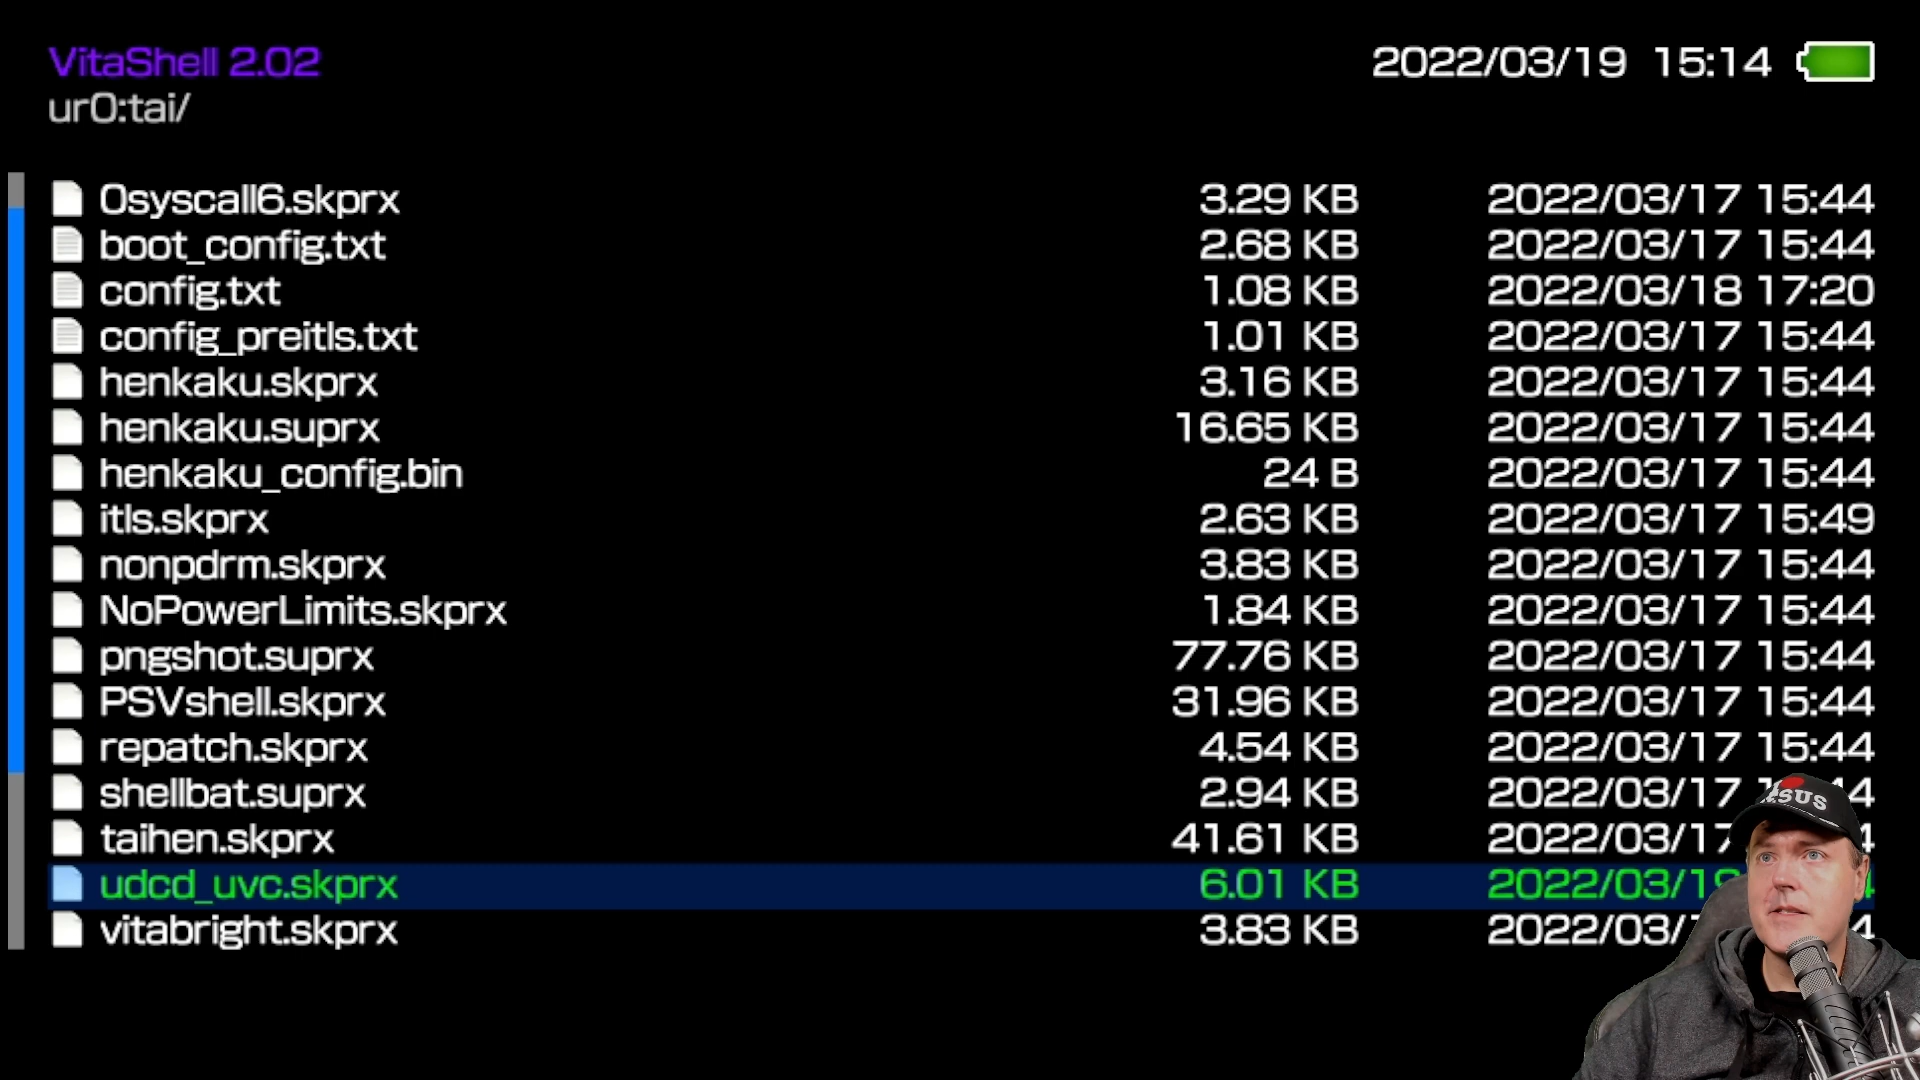 VitaShell 2.02 2022/03/19 15:14
ur0:tai/
0syscall6.skprx 3.29 KB 2022/03/17 15:44
boot_config.txt 2.68 KB 2022/03/17 15:44
config.txt 1.08 KB 2022/03/18 17:20
config_preitls.txt 1.01 KB 2022/03/17 15:44
henkaku.skprx 3.16 KB 2022/03/17 15:44
henkaku.suprx 16.65 KB 2022/03/17 15:44
henkaku_config.bin 24 B 2022/03/17 15:44
itls.skprx 2.63 KB 2022/03/17 15:49
nonpdrm.skprx 3.83 KB 2022/03/17 15:44
NoPowerLimits.skprx 1.84 KB 2022/03/17 15:44
pngshot.suprx 77.76 KB 2022/03/17 15:44
PSVshell.skprx 31.96 KB 2022/03/17 15:44
repatch.skprx 4.54 KB 2022/03/17 15:44
shellbat.suprx 2.94 KB 2022/03/17
taihen.skprx 41.61 KB 2022/03/17
udcd_uvc.skprx 6.01 KB 2022/03/19
vitabright.skprx 3.83 KB 2022/03/